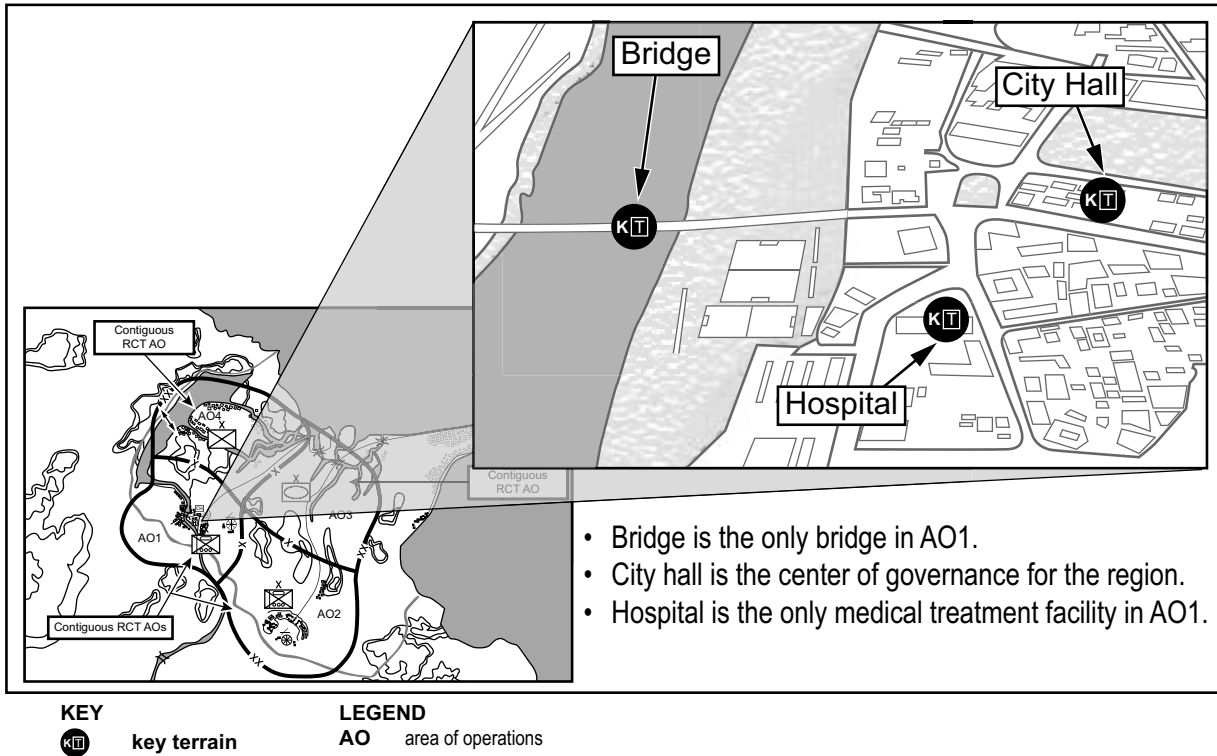 Bridge
City Hall
K T
K T
K T
Hospital
Contiguous
RCT AO
AO4
X
XX
X
X
X
Contiguous
RCT AO
AO3
AO1
X
X
XX
X
AO2
Contiguous RCT AOs
XX
• Bridge is the only bridge in AO1.
• City hall is the center of governance for the region.
• Hospital is the only medical treatment facility in AO1.
KEY
K T key terrain
LEGEND
AO area of operations